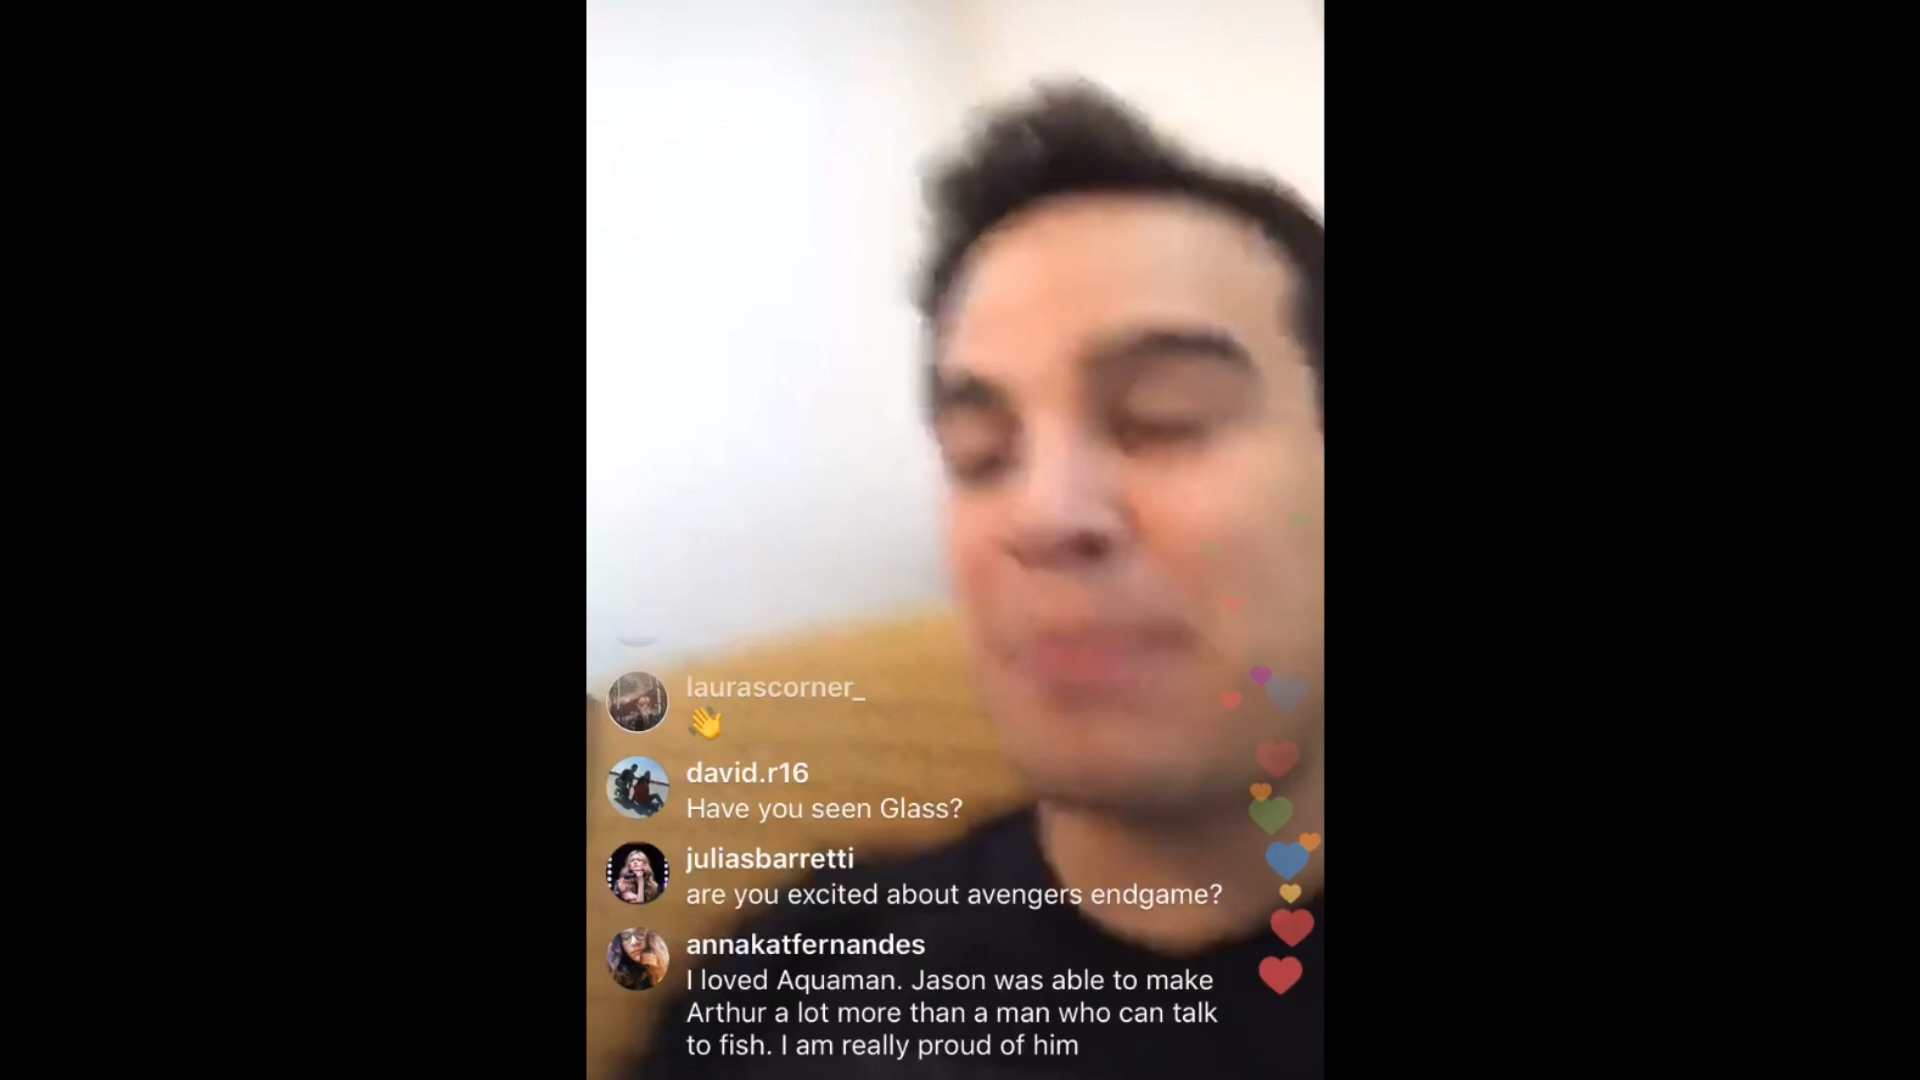 laurascorner_
👋
david.r16
Have you seen Glass?
juliasbarretti
are you excited about avengers endgame?
annakatfernandes
I loved Aquaman. Jason was able to make
Arthur a lot more than a man who can talk
to fish. I am really proud of him